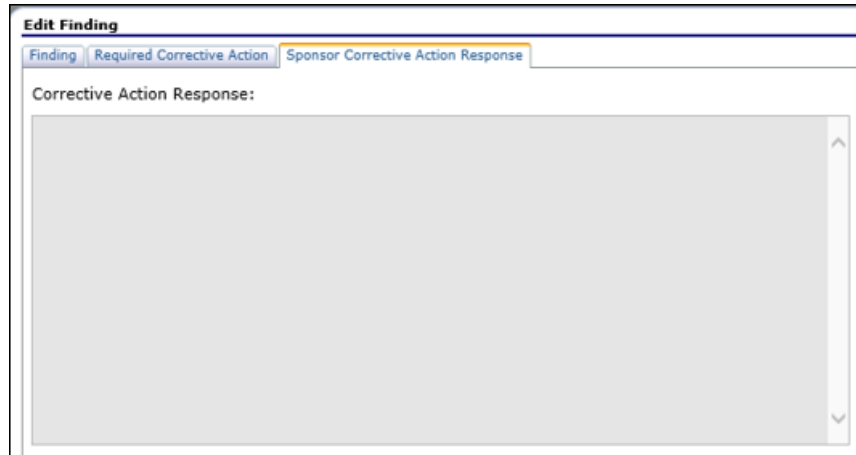 Edit Finding
Finding Required Corrective Action Sponsor Corrective Action Response
Corrective Action Response: